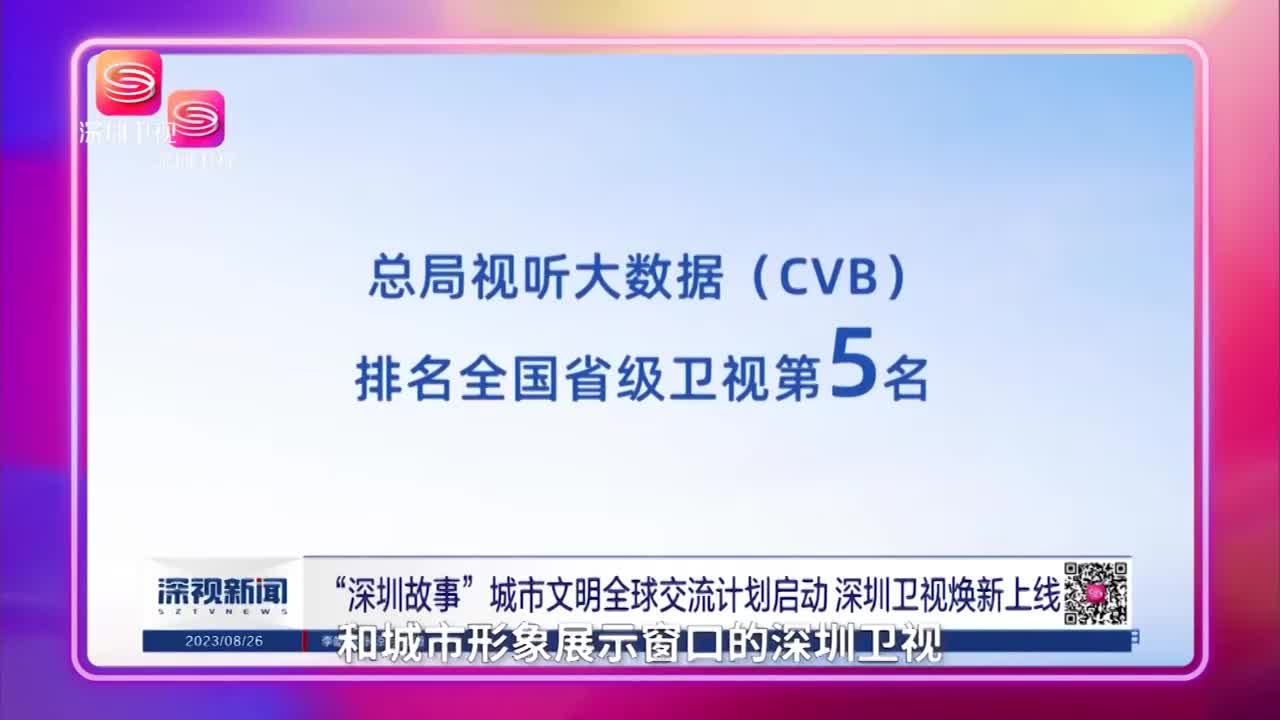 深圳卫视
深圳卫视
总局视听大数据（CVB）
排名全国省级卫视第5名
深视新闻
SZTVNEWS
“深圳故事”城市文明全球交流计划启动 深圳卫视焕新上线
2023/08/26
和城市形象展示窗口的深圳卫视